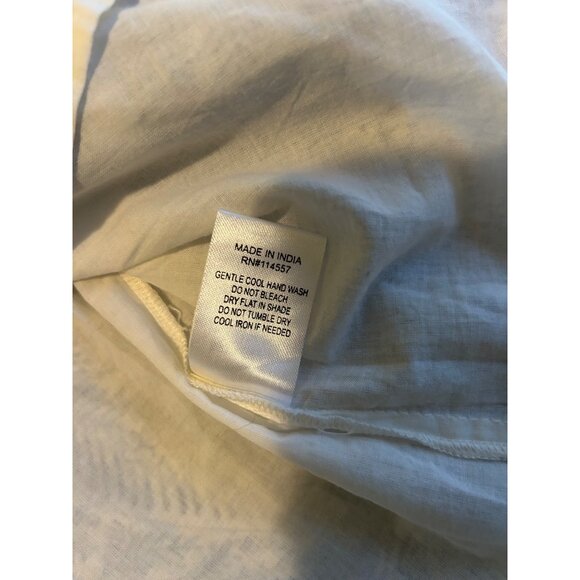 MADE IN INDIA
RN#114557
GENTLE COOL HAND WASH
DO NOT BLEACH
DRY FLAT IN SHADE
DO NOT TUMBLE DRY
COOL IRON IF NEEDED